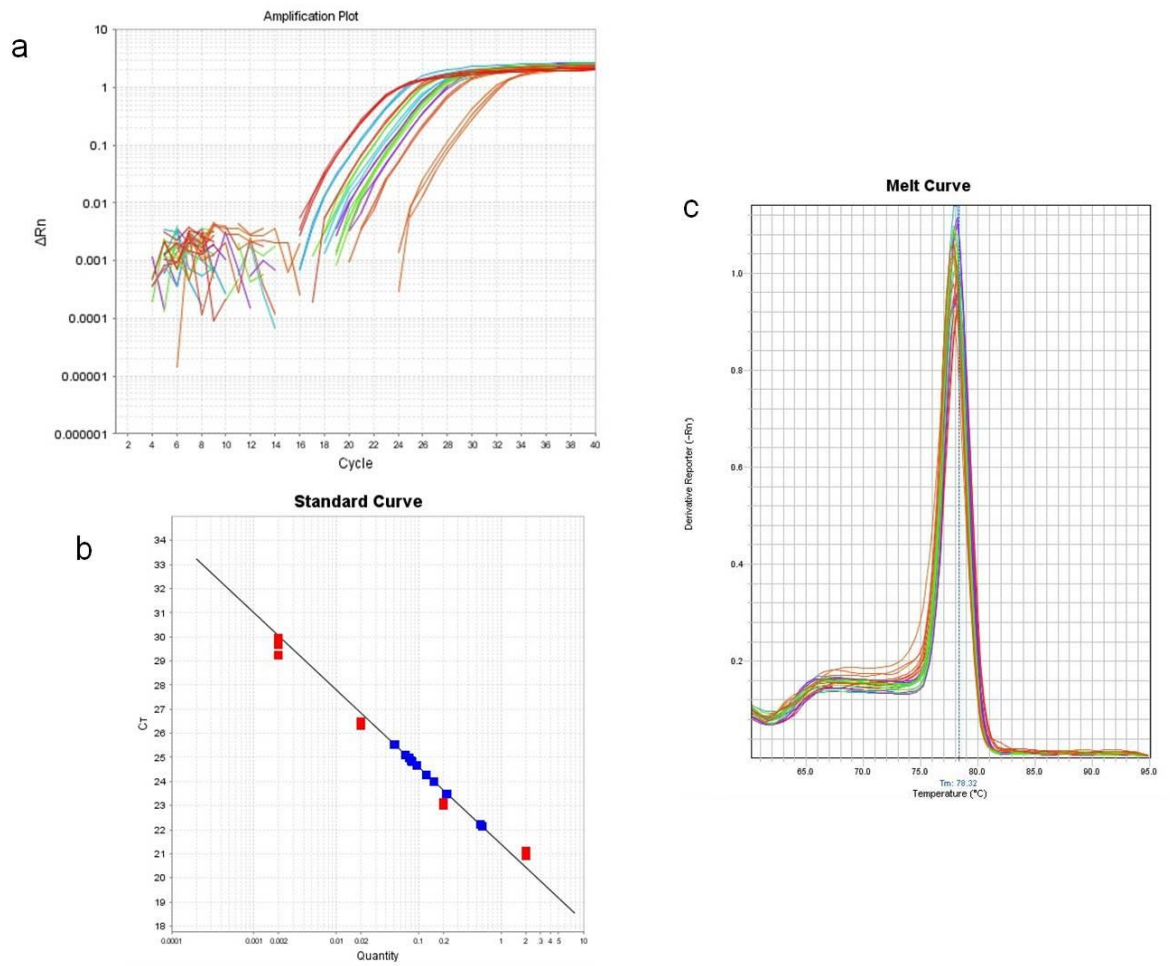 a
Amplification Plot
10
1
0.1
0.01
0.001
0.0001
0.00001
0.000001
ΔRn
2 4 6 8 10 12 14 16 18 20 22 24 26 28 30 32 34 36 38 40
Cycle
b
Standard Curve
34
33
32
31
30
29
28
27
26
25
24
23
22
21
20
19
18
Cт
0.0001 0.001 0.002 0.01 0.02 0.1 0.2 1 2 3 4 5 10
Quantity
c
Melt Curve
1.0
0.8
0.6
0.4
0.2
Derivative Reporter (-Rn)
65.0 70.0 75.0 80.0 85.0 90.0 95.0
Tm: 78.32
Temperature (°C)